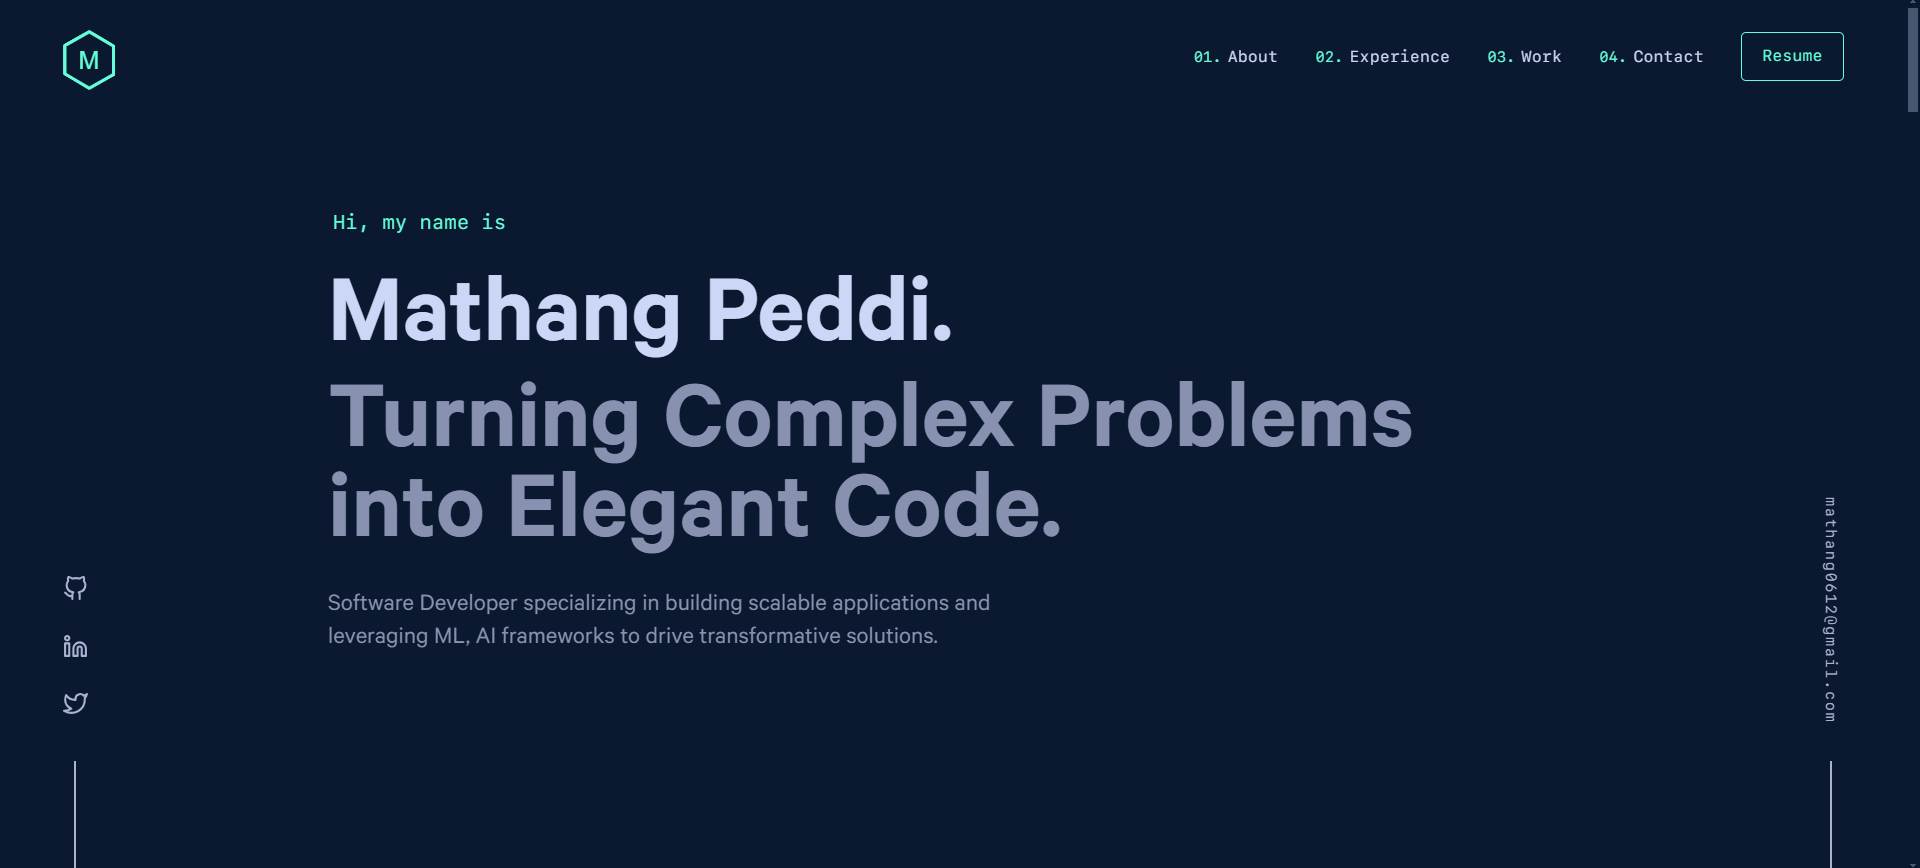 M
01. About 02. Experience 03. Work 04. Contact Resume
Hi, my name is
Mathang Peddi.
Turning Complex Problems
into Elegant Code.
Software Developer specializing in building scalable applications and
leveraging ML, AI frameworks to drive transformative solutions.
mathang0612@gmail.com